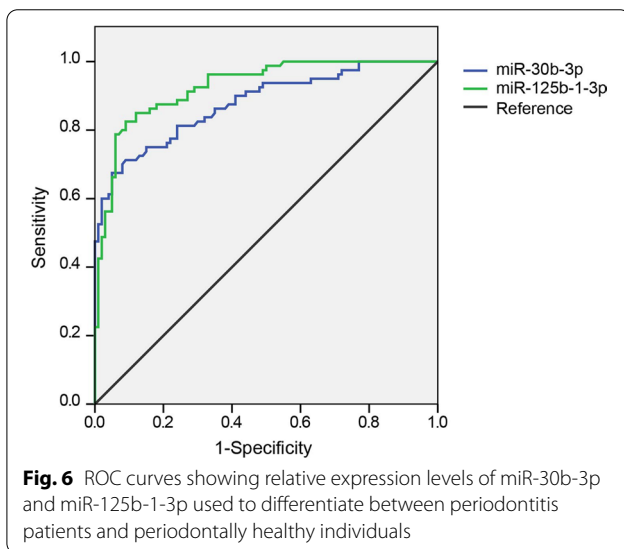 1.0
0.8
0.6
0.4
0.2
0.0
Sensitivity
0.0 0.2 0.4 0.6 0.8 1.0
1-Specificity
miR-30b-3p
miR-125b-1-3p
Reference
Fig. 6 ROC curves showing relative expression levels of miR-30b-3p
and miR-125b-1-3p used to differentiate between periodontitis
patients and periodontally healthy individuals